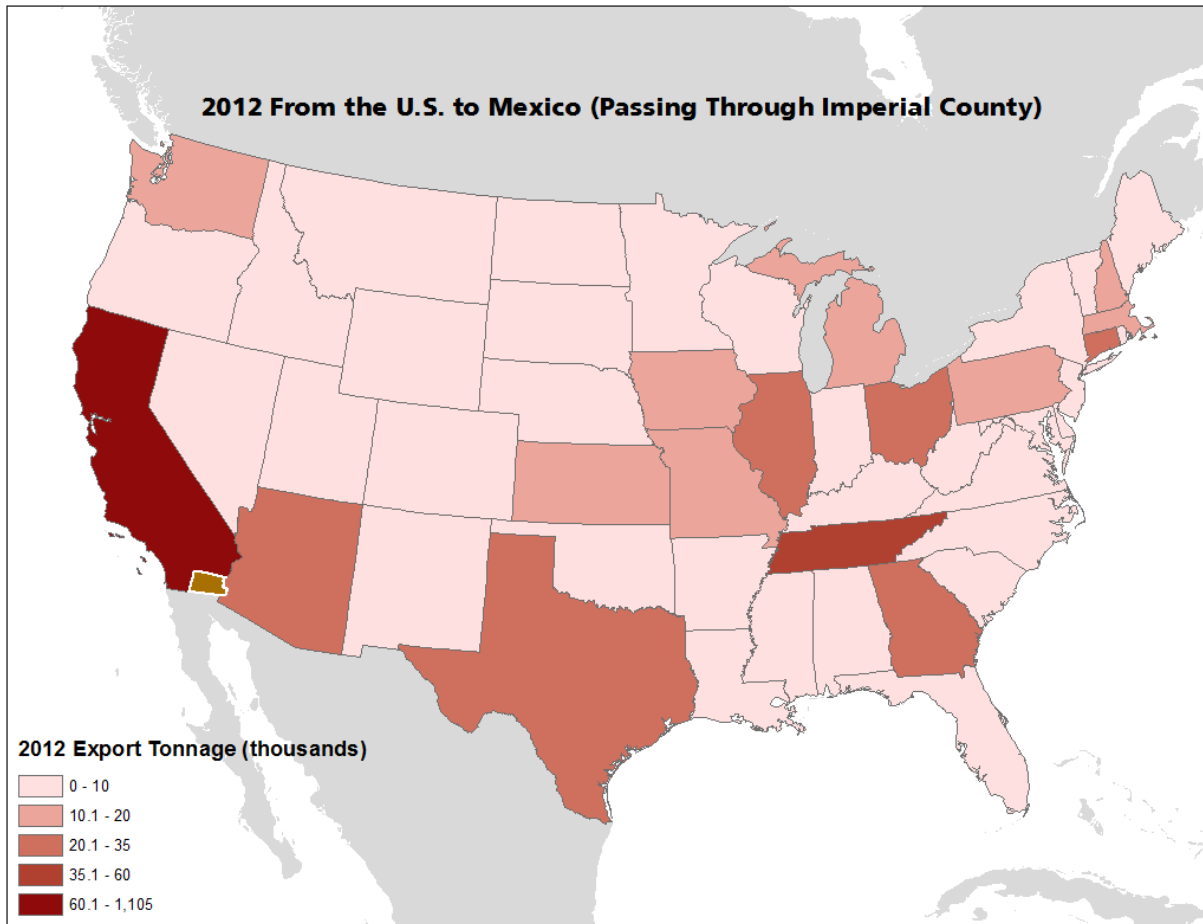 2012 From the U.S. to Mexico (Passing Through Imperial County)
2012 Export Tonnage (thousands)
0 - 10
10.1 - 20
20.1 - 35
35.1 - 60
60.1 - 1,105